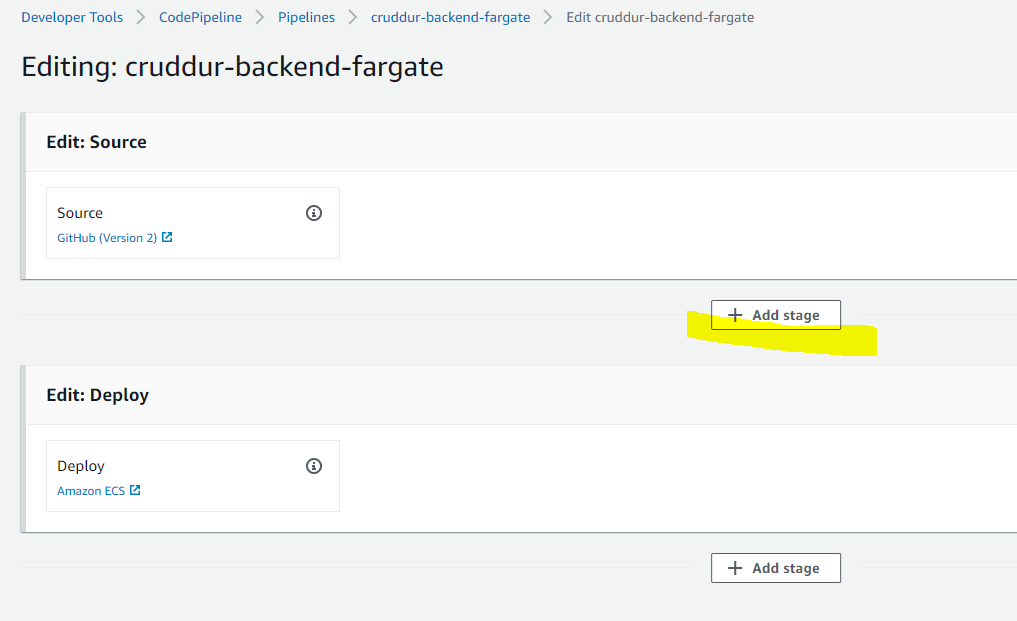 Developer Tools > CodePipeline > Pipelines > cruddur-backend-fargate > Edit cruddur-backend-fargate
Editing: cruddur-backend-fargate
Edit: Source
Source
GitHub (Version 2)
+ Add stage
Edit: Deploy
Deploy
Amazon ECS
+ Add stage